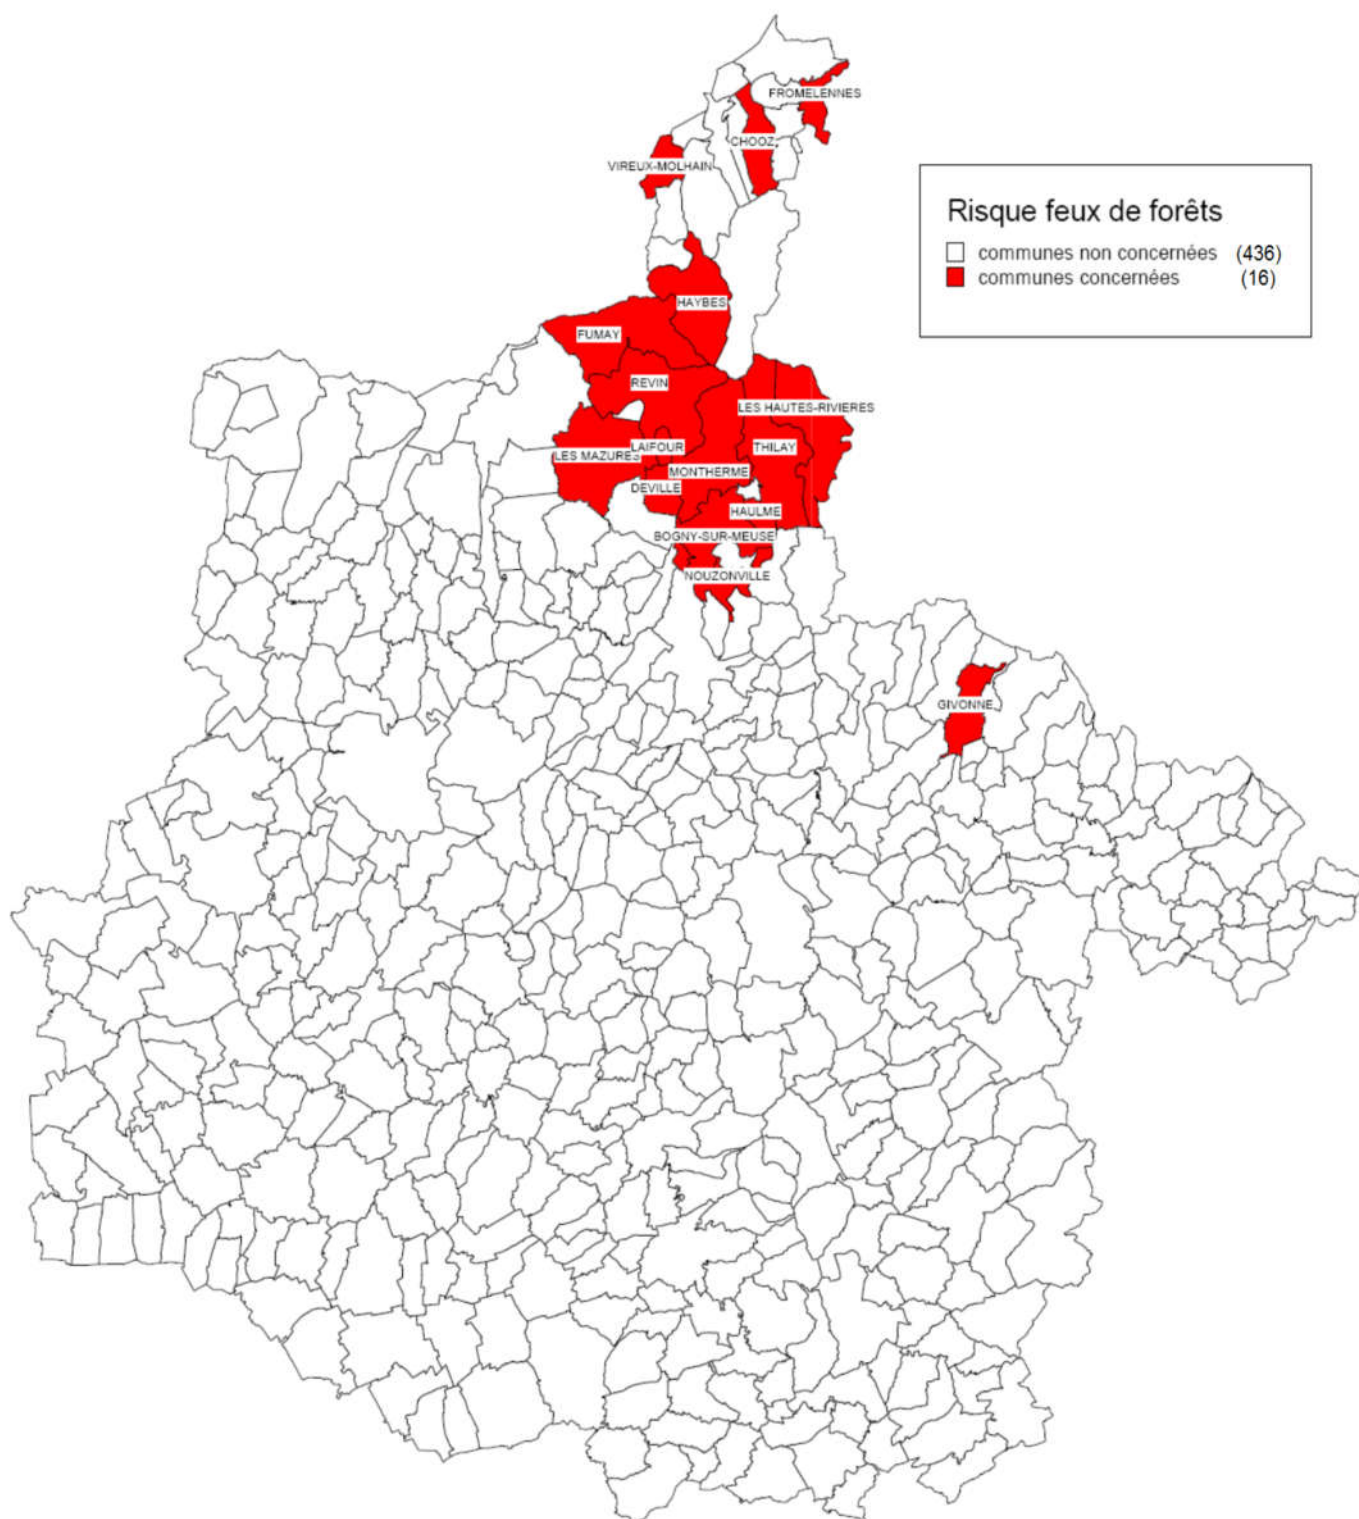 FROMELENNES
CHOOZ
VIREUX-MOLHAIN
Risque feux de forêts
communes non concernées (436)
communes concernées (16)
HAYBES
FUMAY
REVIN
LES HAUTES-RIVIERES
LAIFOUR
THILAY
LES MAZURES
MONTHERME
DEVILLE
HAULME
BOGNY-SUR-MEUSE
NOUZONVILLE
GIVONNE